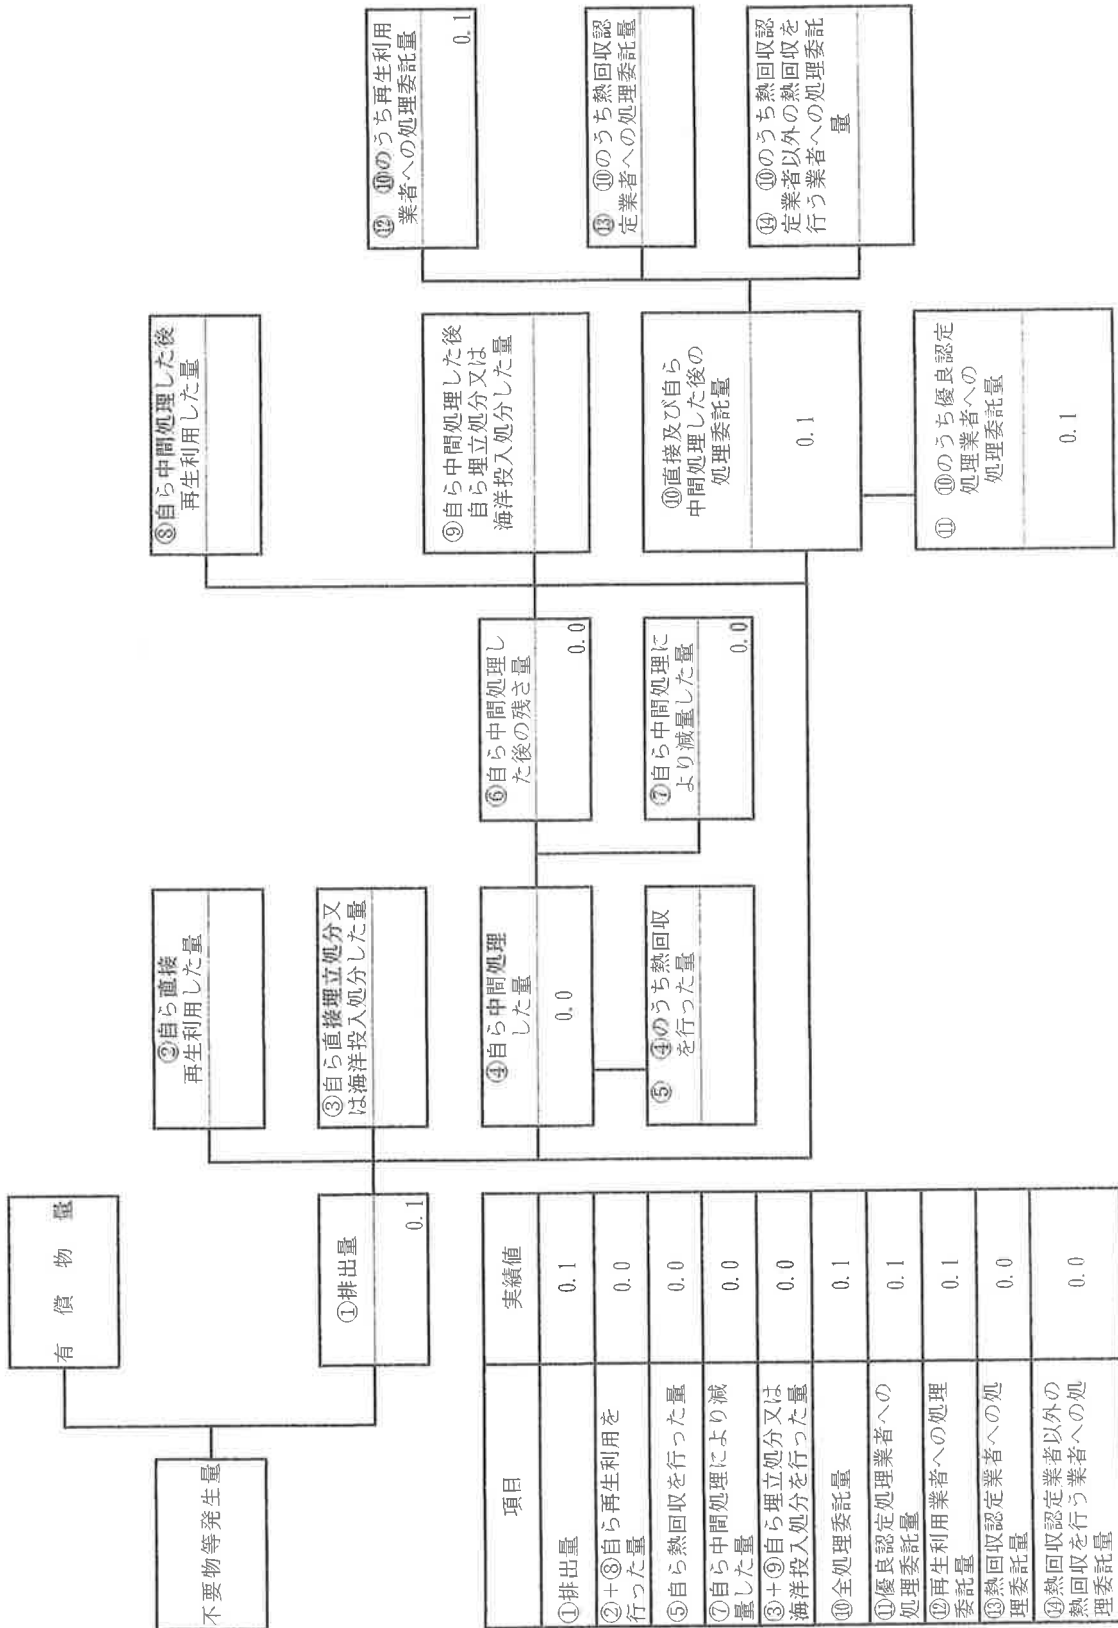 不要物等発生量
有償物量
①排出量
0.1
②自ら直接
再生利用した量
③自ら直接埋立処分又
は海洋投入処分した量
④自ら中間処理
した量
0.0
⑤ ④のうち熱回収
を行った量
⑥自ら中間処理し
た後の残さ量
0.0
⑦自ら中間処理に
より減量した量
0.0
⑧自ら中間処理した後
再生利用した量
⑨自ら中間処理した後
自ら埋立処分又は
海洋投入処分した量
⑩直接及び自ら
中間処理した後の
処理委託量
0.1
⑪ ⑩のうち優良認定
処理業者への
処理委託量
0.1
⑫ ⑩のうち再生利用
業者への処理委託量
0.1
⑬ ⑩のうち熱回収認
定業者への処理委託量
⑭ ⑩のうち熱回収認
定業者以外の熱回収を
行う業者への処理委託
量
項目 実績値
①排出量 0.1
②+⑧自ら再生利用を
行った量 0.0
⑤自ら熱回収を行った量 0.0
⑦自ら中間処理により減
量した量 0.0
③+⑨自ら埋立処分又は
海洋投入処分を行った量 0.0
⑩全処理委託量 0.1
⑪優良認定処理業者への
処理委託量 0.1
⑫再生利用業者への処理
委託量 0.1
⑬熱回収認定業者への処
理委託量 0.0
⑭熱回収認定業者以外の
熱回収を行う業者への処
理委託量 0.0